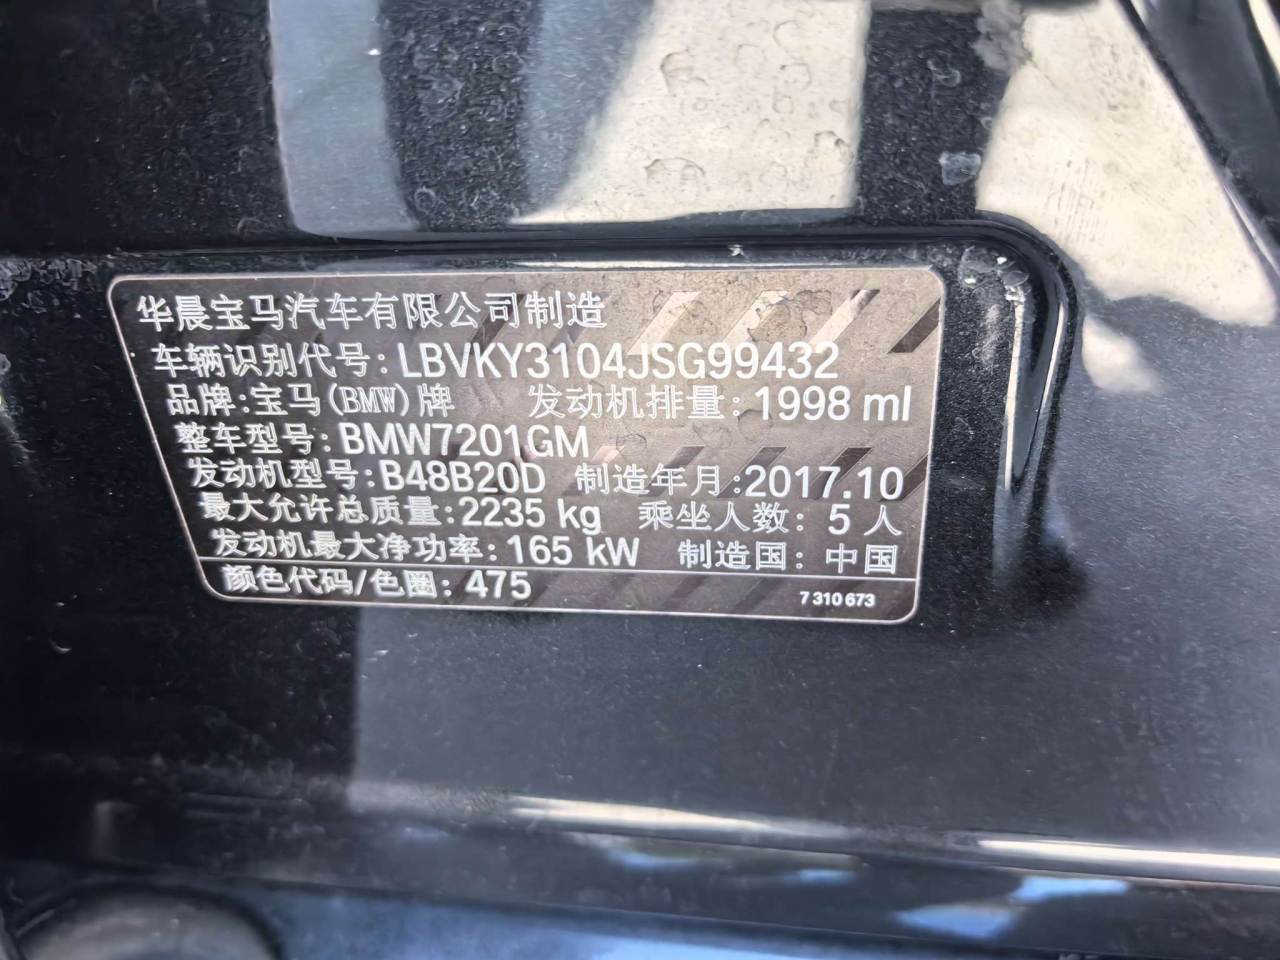 华晨宝马汽车有限公司制造
车辆识别代号:LBVKY3104JSG99432
品牌:宝马(BMW)牌 发动机排量:1998 ml
整车型号:BMW7201GM
发动机型号:B48B20D 制造年月:2017.10
最大允许总质量:2235 kg 乘坐人数: 5 人
发动机最大净功率:165 kW 制造国: 中国
颜色代码/色圈: 475 7 310 673